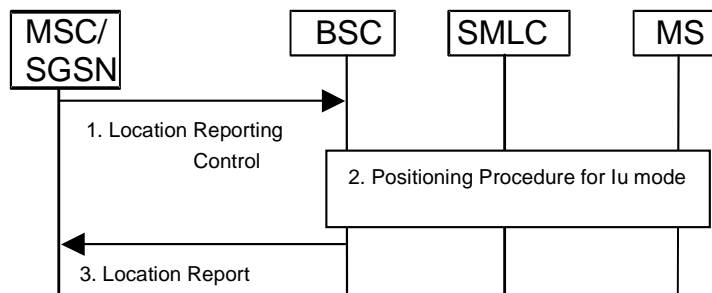 MSC/
SGSN
BSC
SMLC
MS
1. Location Reporting
Control
2. Positioning Procedure for Iu mode
3. Location Report